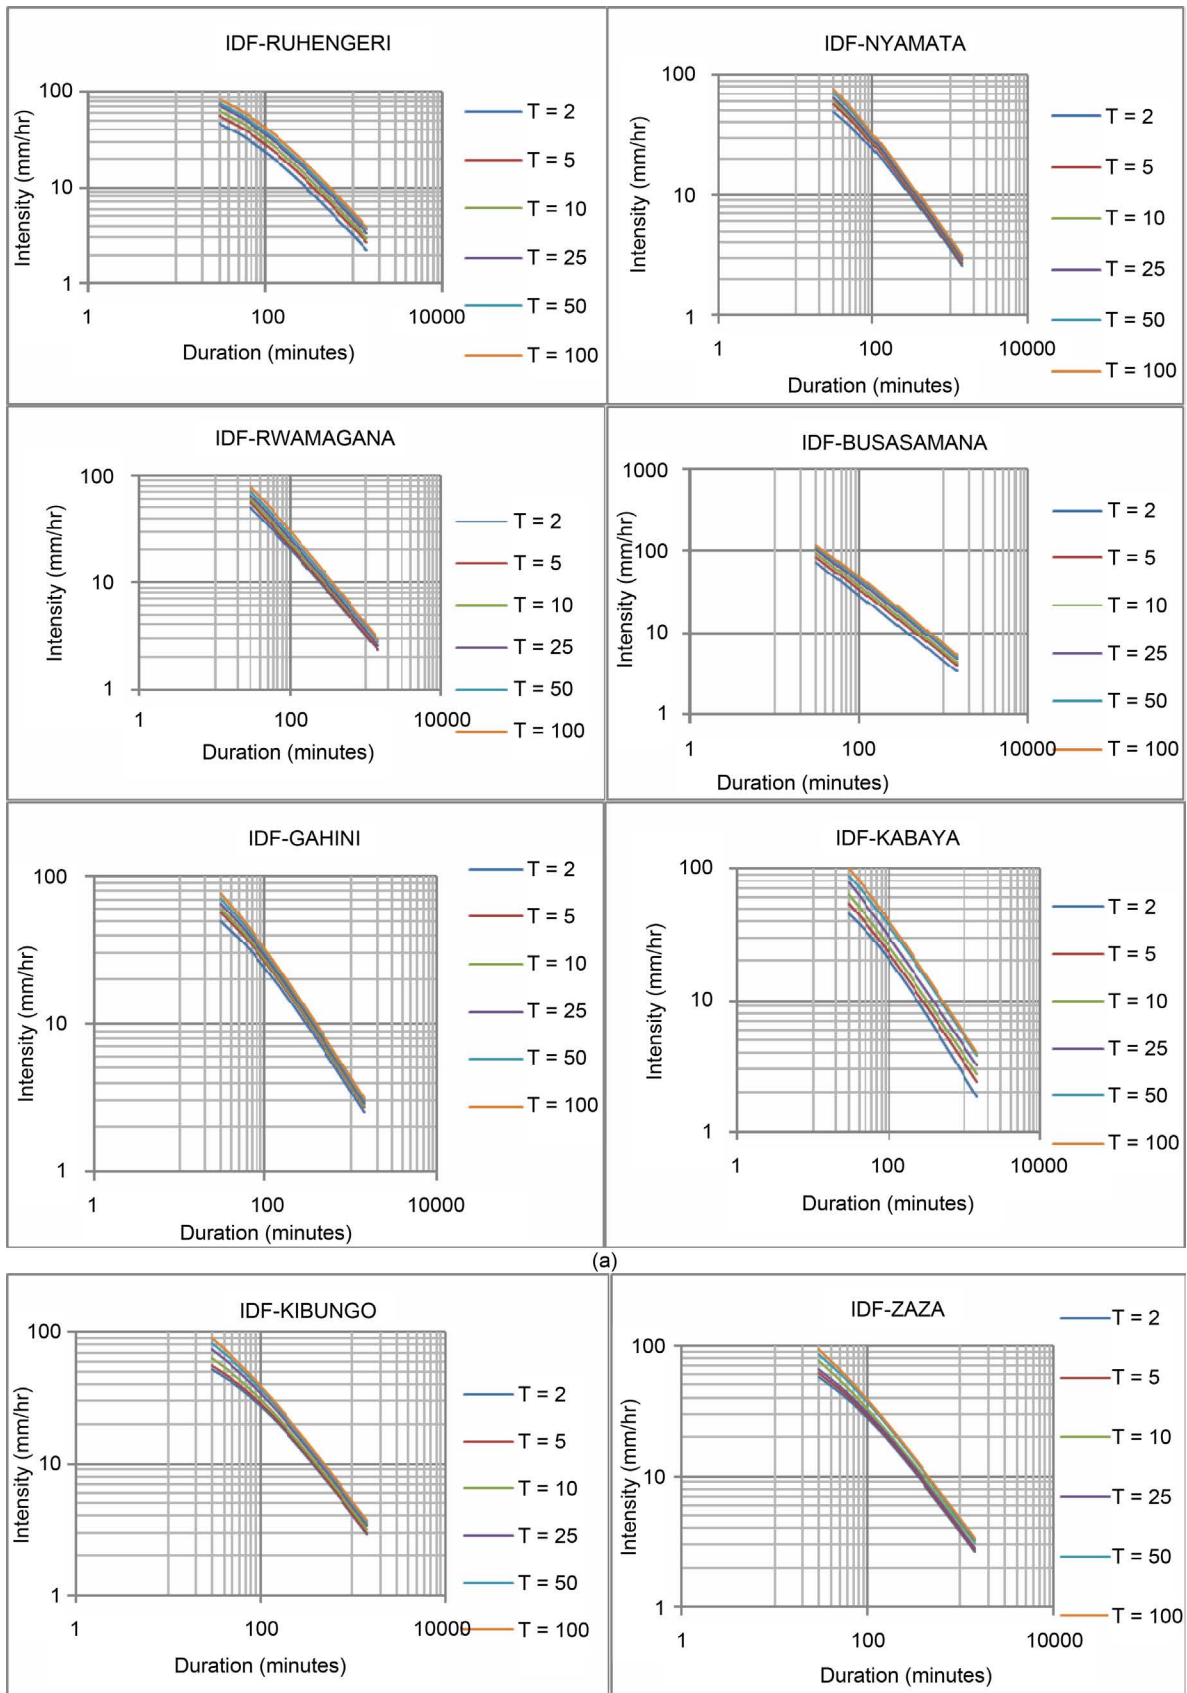 IDF-RUHENGERI
100
10
1
1
100
10000
Intensity (mm/hr)
Duration (minutes)
T = 2
T = 5
T = 10
T = 25
T = 50
T = 100
IDF-NYAMATA
100
10
1
1
100
10000
Intensity (mm/hr)
Duration (minutes)
T = 2
T = 5
T = 10
T = 25
T = 50
T = 100
IDF-RWAMAGANA
100
10
1
1
100
10000
Intensity (mm/hr)
Duration (minutes)
T = 2
T = 5
T = 10
T = 25
T = 50
T = 100
IDF-BUSASAMANA
1000
100
10
1
1
100
10000
Intensity (mm/hr)
Duration (minutes)
T = 2
T = 5
T = 10
T = 25
T = 50
T = 100
IDF-GAHINI
100
10
1
1
100
10000
Intensity (mm/hr)
Duration (minutes)
T = 2
T = 5
T = 10
T = 25
T = 50
T = 100
IDF-KABAYA
100
10
1
1
100
10000
Intensity (mm/hr)
Duration (minutes)
T = 2
T = 5
T = 10
T = 25
T = 50
T = 100
(a)
IDF-KIBUNGO
100
10
1
1
100
10000
Intensity (mm/hr)
Duration (minutes)
T = 2
T = 5
T = 10
T = 25
T = 50
T = 100
IDF-ZAZA
100
10
1
1
100
10000
Intensity (mm/hr)
Duration (minutes)
T = 2
T = 5
T = 10
T = 25
T = 50
T = 100